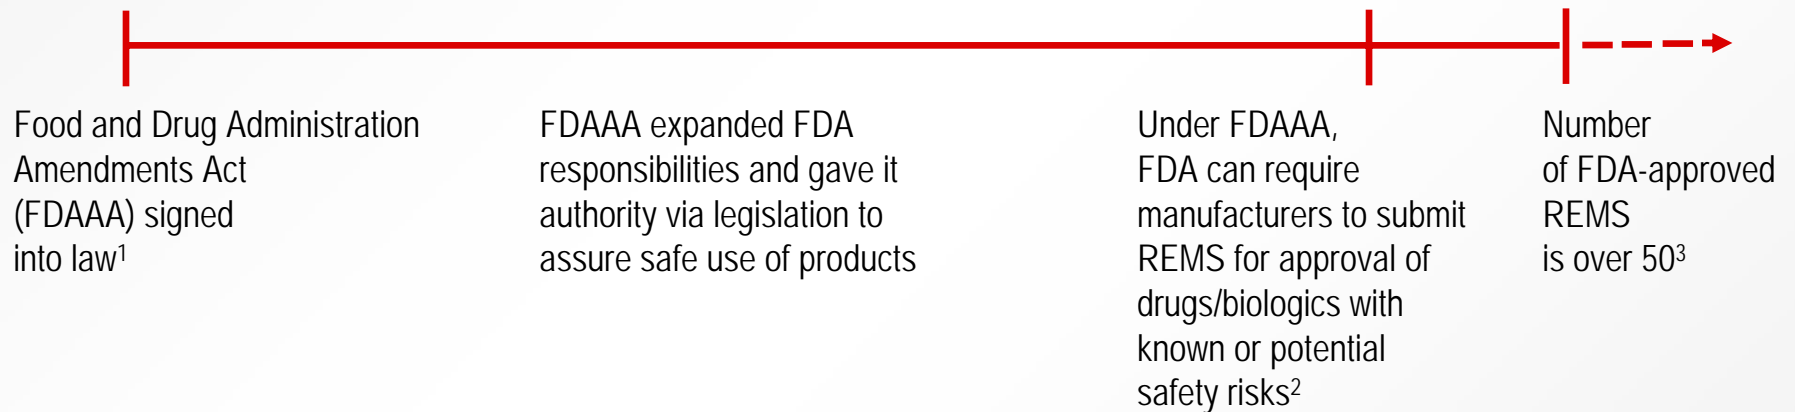 Food and Drug Administration
Amendments Act
(FDAAA) signed
into law1
FDAAA expanded FDA
responsibilities and gave it
authority via legislation to
assure safe use of products
Under FDAAA,
FDA can require
manufacturers to submit
REMS for approval of
drugs/biologics with
known or potential
safety risks2
Number
of FDA-approved
REMS
is over 503